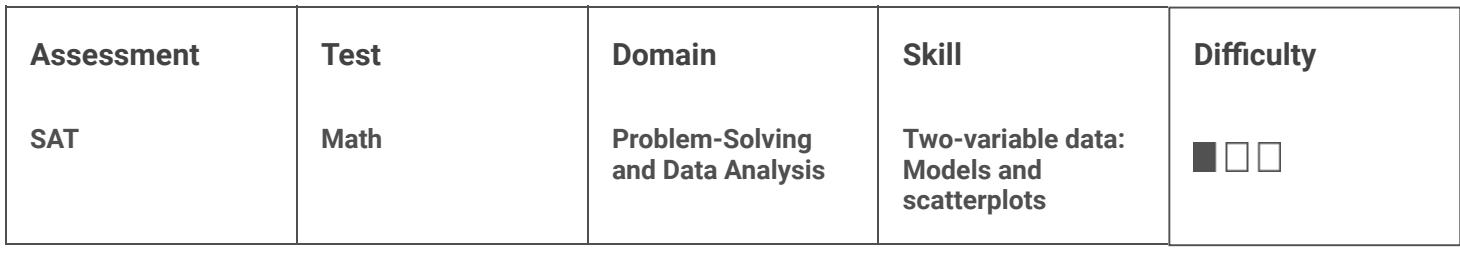 Assessment
Test
Domain
Skill
Difficulty
SAT
Math
Problem-Solving
and Data Analysis
Two-variable data:
Models and
scatterplots